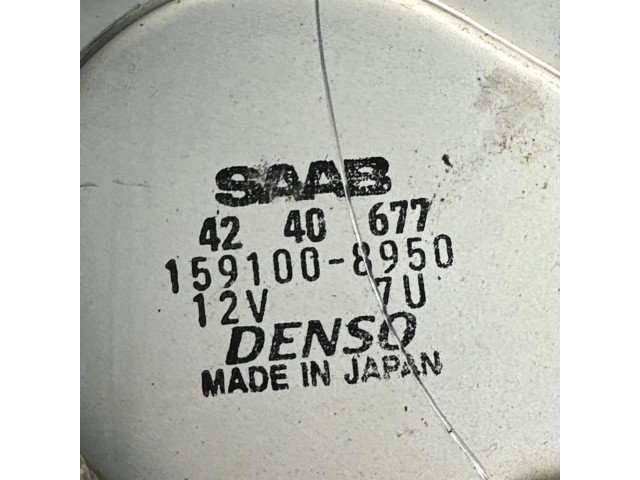 SAAB
42 40 677
159100-8950
12V 7U
DENSO
MADE IN JAPAN